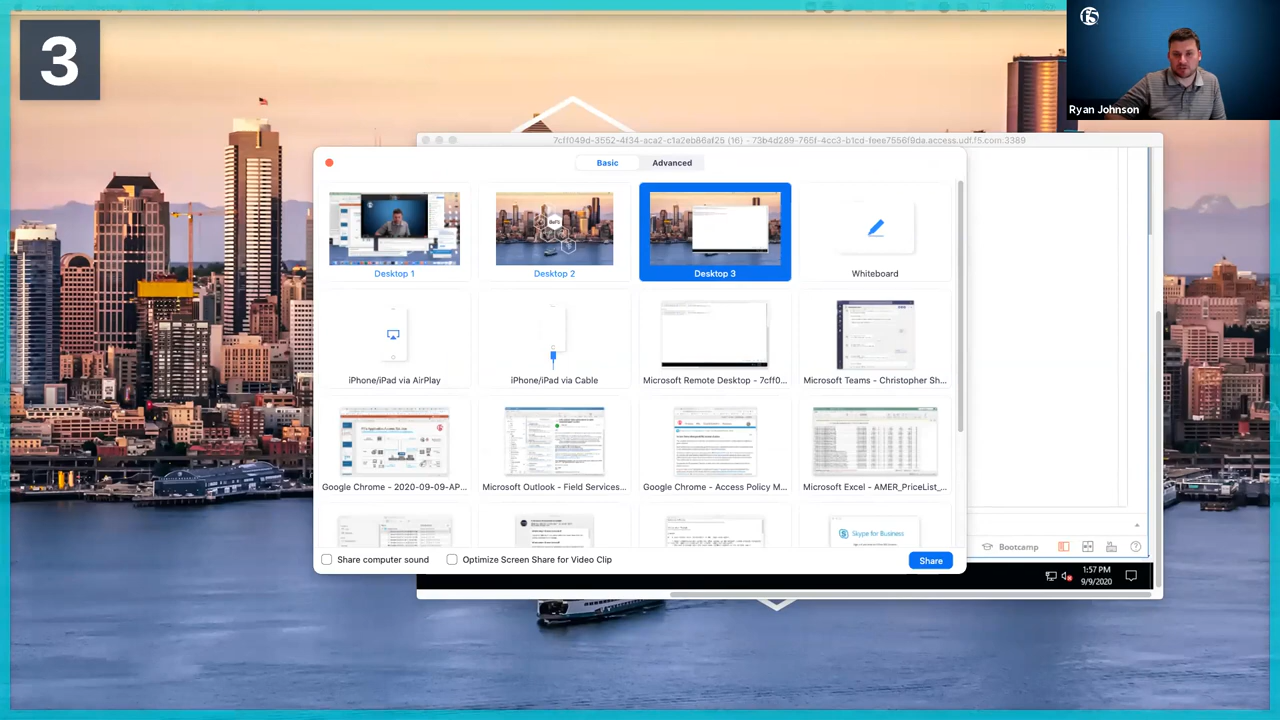 3
f5
Ryan Johnson
7cff049d-3552-4f34-aca2-c1a2eb86af25 (16) - 73b4d289-765f-4cc3-b1cd-feee7556f9da.access.udf.f5.com:3389
Basic
Advanced
Desktop 1
Desktop 2
Desktop 3
Whiteboard
iPhone/iPad via AirPlay
iPhone/iPad via Cable
Microsoft Remote Desktop - 7cff0...
Microsoft Teams - Christopher Sh...
Google Chrome - 2020-09-09-AP...
Microsoft Outlook - Field Services...
Google Chrome - Access Policy M...
Microsoft Excel - AMER_PriceList_...
Skype for Business
Share computer sound
Optimize Screen Share for Video Clip
Share
Bootcamp
1:57 PM
9/9/2020